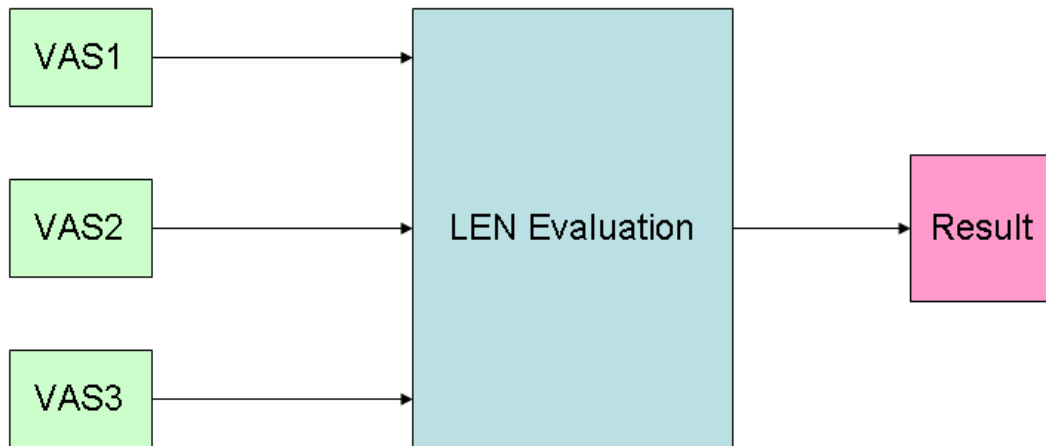 VAS1
VAS2
LEN Evaluation
Result
VAS3